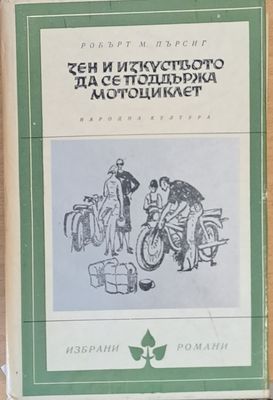 РОБЪРТ М. ПЪРСИГ
ЗЕН И ИЗКУСТВОТО
ДА СЕ ПОДДЪРЖА
МОТОЦИКЛЕТ
НАРОДНА КУЛТУРА
ИЗБРАНИ РОМАНИ